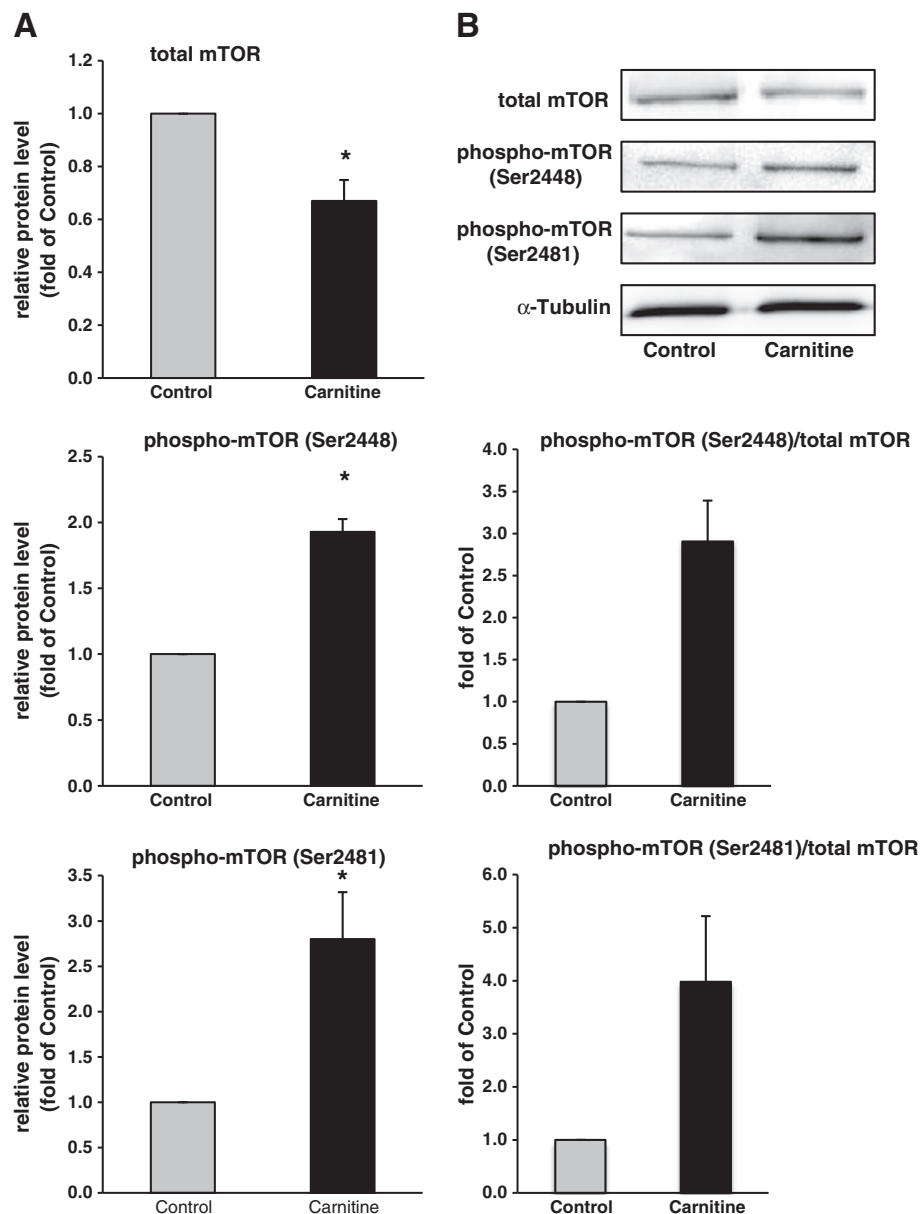 A
total mTOR
1.2
1.0
0.8
0.6
0.4
0.2
0.0
relative protein level
(fold of Control)
*
Control
Carnitine
B
total mTOR
phospho-mTOR
(Ser2448)
phospho-mTOR
(Ser2481)
α-Tubulin
Control
Carnitine
phospho-mTOR (Ser2448)
2.5
2.0
1.5
1.0
0.5
0.0
relative protein level
(fold of Control)
*
Control
Carnitine
phospho-mTOR (Ser2448)/total mTOR
4.0
3.5
3.0
2.5
2.0
1.5
1.0
0.5
0.0
fold of Control
Control
Carnitine
phospho-mTOR (Ser2481)
3.5
3.0
2.5
2.0
1.5
1.0
0.5
0.0
relative protein level
(fold of Control)
*
Control
Carnitine
phospho-mTOR (Ser2481)/total mTOR
6.0
5.0
4.0
3.0
2.0
1.0
0.0
fold of Control
Control
Carnitine